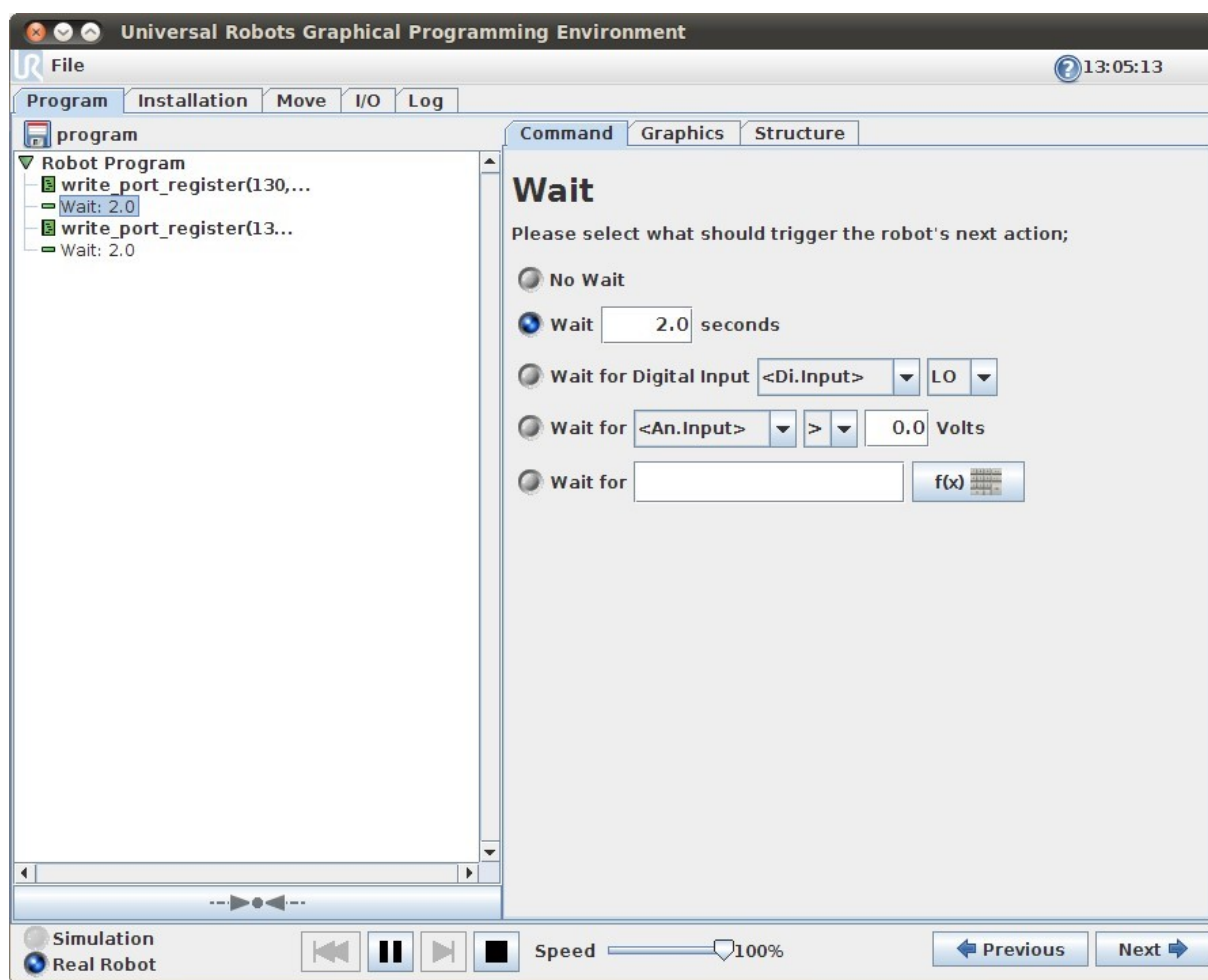 Universal Robots Graphical Programming Environment
File
13:05:13
Program Installation Move I/O Log
program
Command Graphics Structure
Robot Program
write_port_register(130,...
Wait: 2.0
write_port_register(13...
Wait: 2.0
Wait
Please select what should trigger the robot's next action;
No Wait
Wait 2.0 seconds
Wait for Digital Input <Di.Input> LO
Wait for <An.Input> > 0.0 Volts
Wait for f(x)
Simulation
Real Robot
Speed 100%
Previous Next